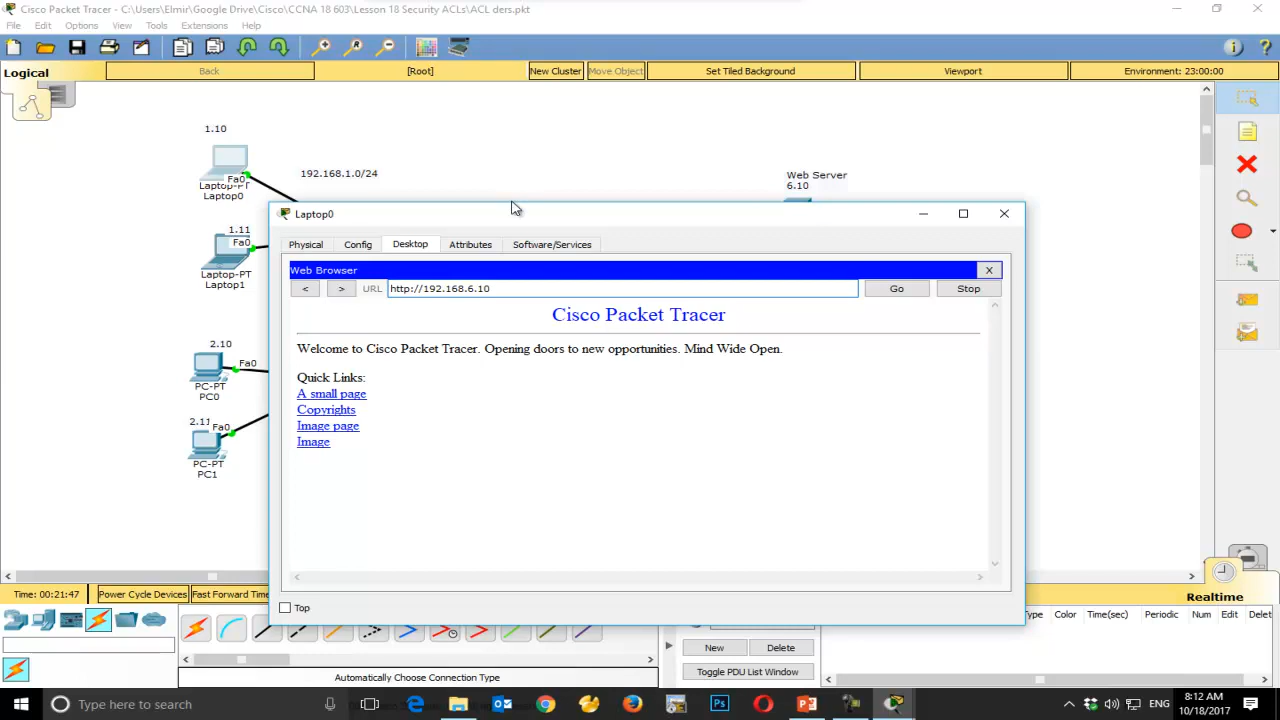 Cisco Packet Tracer - C:\Users\Elmir\Google Drive\Cisco\CCNA 18 603\Lesson 18 Security ACLs\ACL ders.pkt
File Edit Options View Tools Extensions Help
Logical Back [Root] New Cluster Move Object Set Tiled Background Viewport Environment: 23:00:00
1.10
Fa0
Laptop-PT
Laptop0
192.168.1.0/24
Web Server
6.10
1.11
Fa0
Laptop-PT
Laptop1
2.10
Fa0
PC-PT
PC0
2.11
Fa0
PC-PT
PC1
Laptop0
Physical Config Desktop Attributes Software/Services
Web Browser X
< > URL http://192.168.6.10 Go Stop
Cisco Packet Tracer
Welcome to Cisco Packet Tracer. Opening doors to new opportunities. Mind Wide Open.
Quick Links:
A small page
Copyrights
Image page
Image
Top
Time: 00:21:47 Power Cycle Devices Fast Forward Time
Realtime
Type Color Time(sec) Periodic Num Edit Delet
New Delete
Toggle PDU List Window
Automatically Choose Connection Type
Type here to search
ENG
8:12 AM
10/18/2017